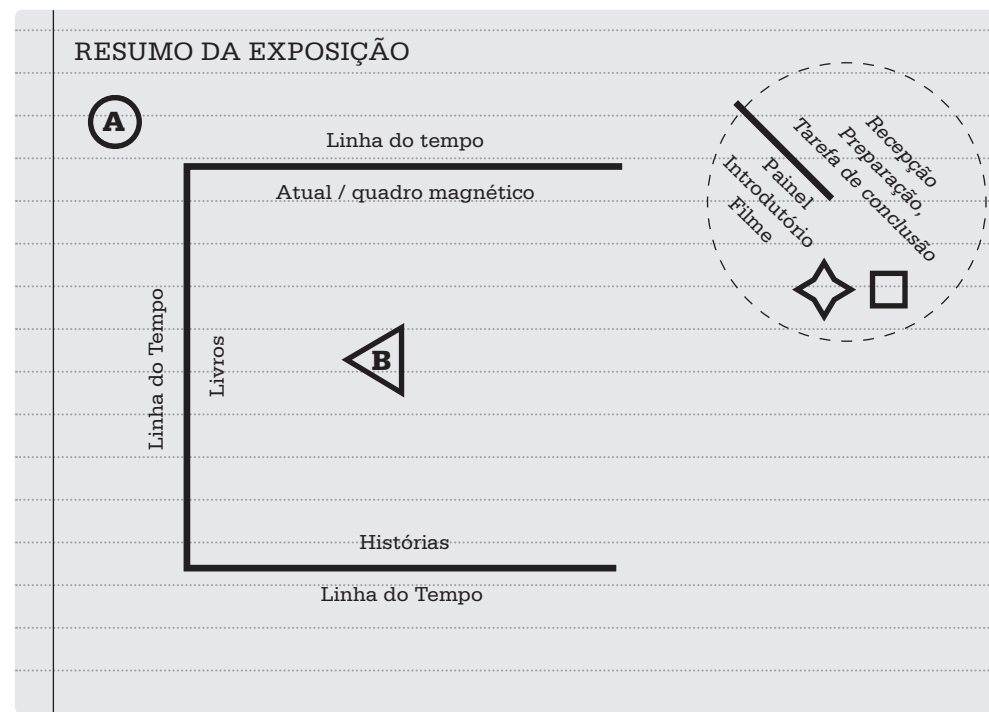 RESUMO DA EXPOSIÇÃO
A
Linha do tempo
Atual / quadro magnético
Recepção
Preparação,
Tarefa de conclusão
Painel
Introdutório
Filme
Linha do Tempo
Livros
B
Histórias
Linha do Tempo